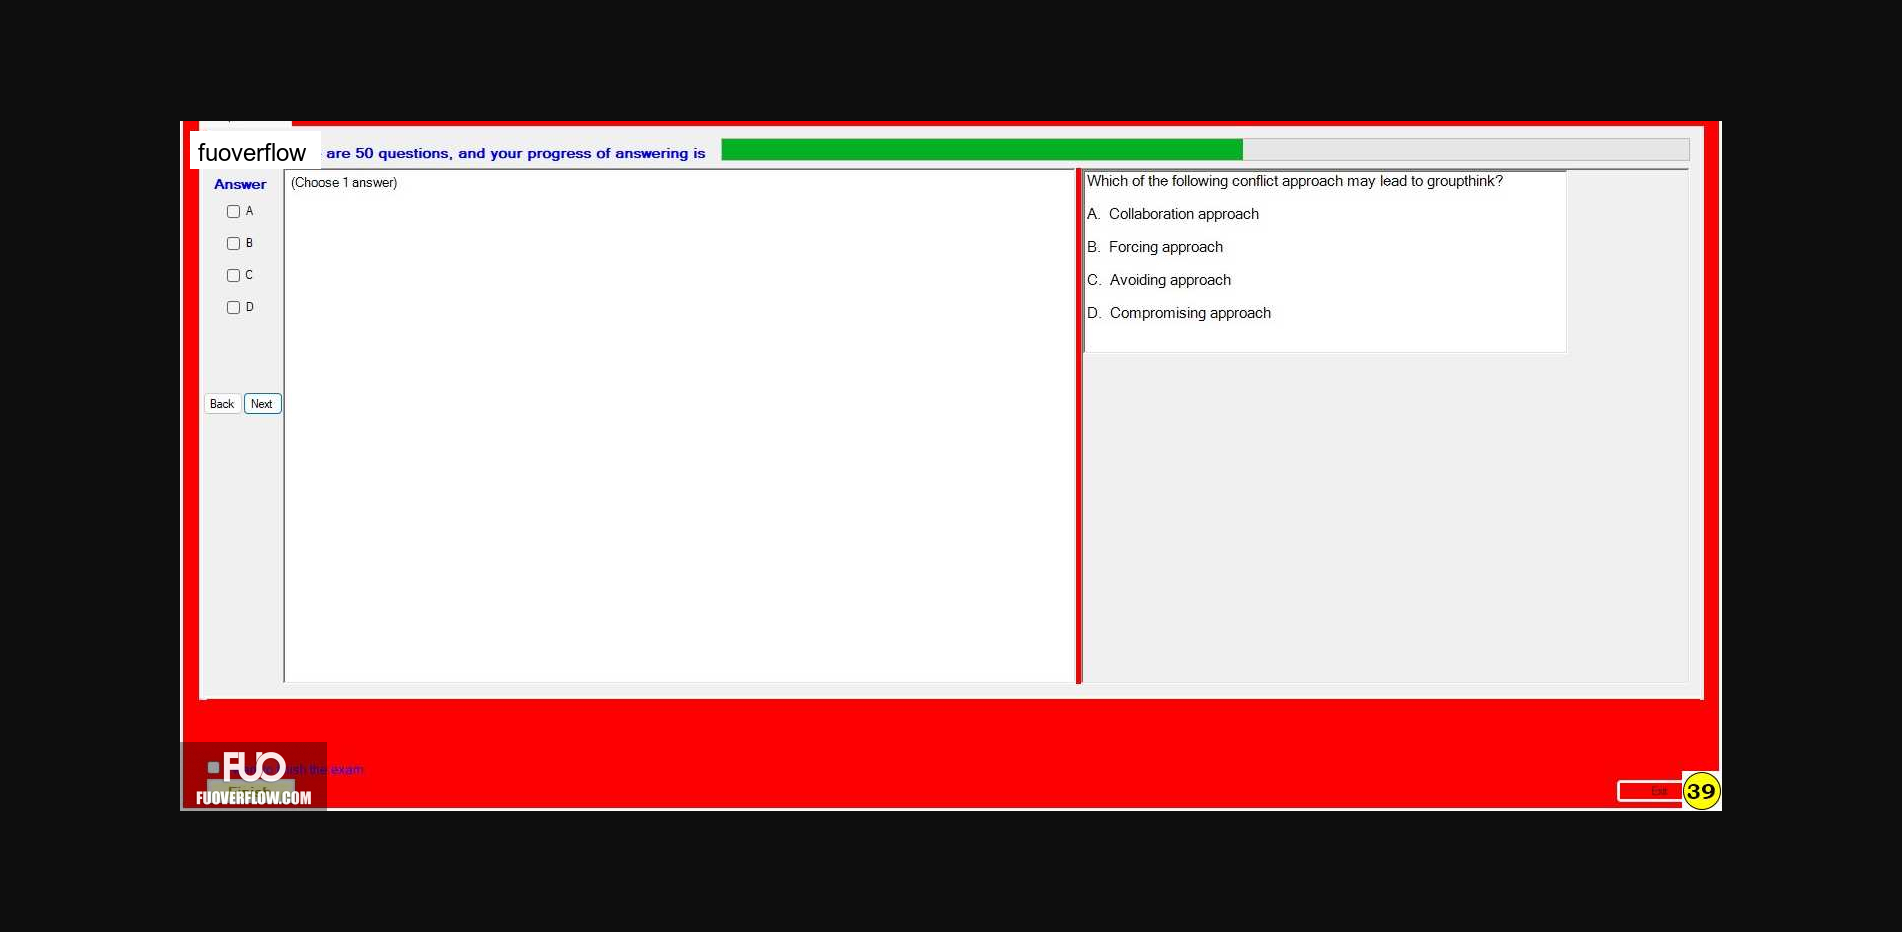 fuoverflow are 50 questions, and your progress of answering is
Answer
(Choose 1 answer)
A
B
C
D
Back
Next
Which of the following conflict approach may lead to groupthink?
A. Collaboration approach
B. Forcing approach
C. Avoiding approach
D. Compromising approach
FUO
the exam
Finish
FUOVERFLOW.COM
Exit
39